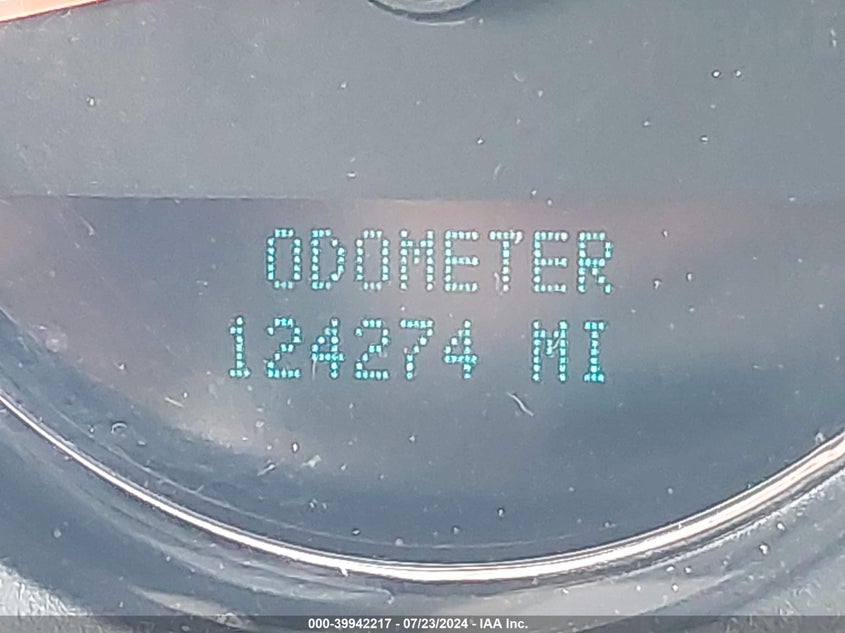 ODOMETER
124274 MI
000-39942217 - 07/23/2024 - IAA Inc.